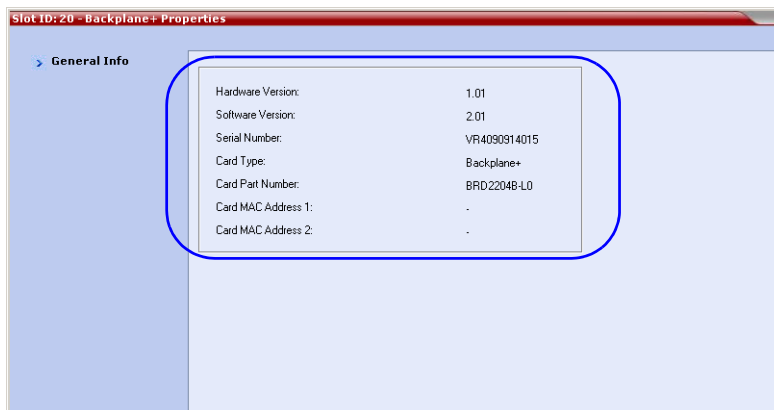 Slot ID: 20 - Backplane+ Properties
General Info
Hardware Version: 1.01
Software Version: 2.01
Serial Number: VR4090914015
Card Type: Backplane+
Card Part Number: BRD2204B-L0
Card MAC Address 1: -
Card MAC Address 2: -